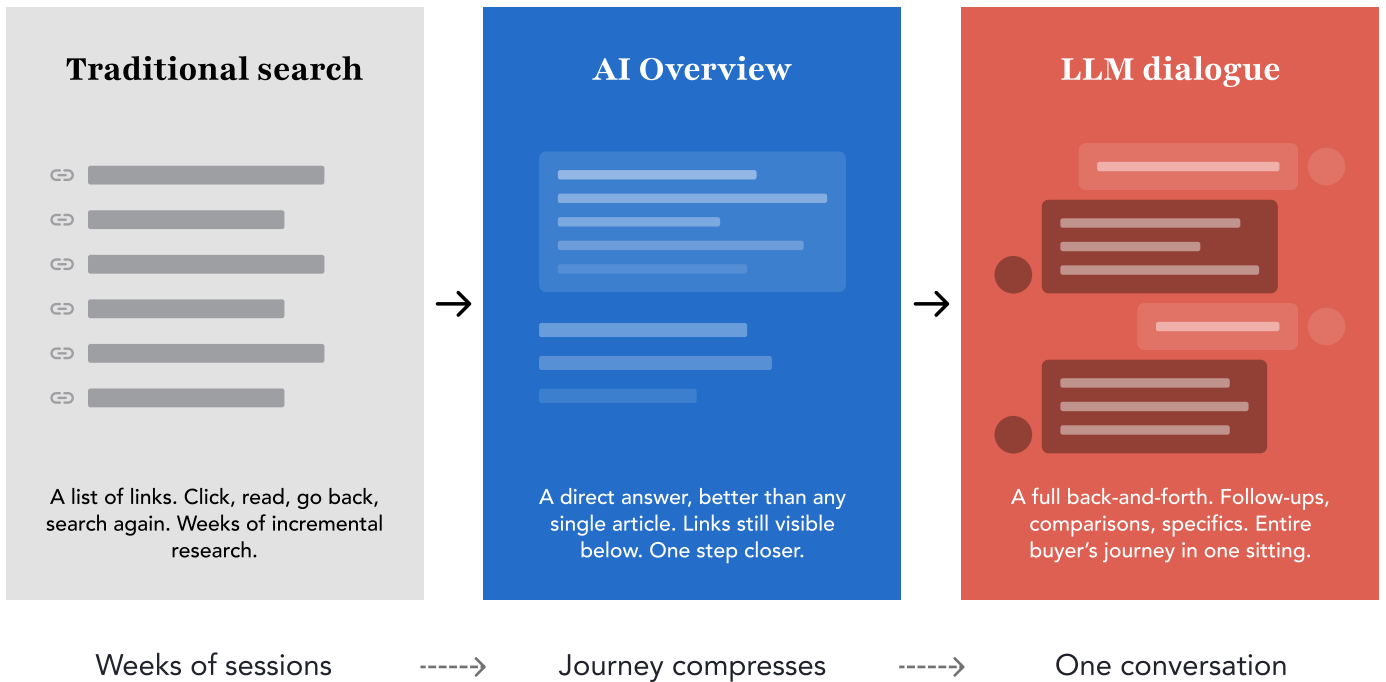 Traditional search
A list of links. Click, read, go back,
search again. Weeks of incremental
research.
AI Overview
A direct answer, better than any
single article. Links still visible
below. One step closer.
LLM dialogue
A full back-and-forth. Follow-ups,
comparisons, specifics. Entire
buyer’s journey in one sitting.
Weeks of sessions
Journey compresses
One conversation